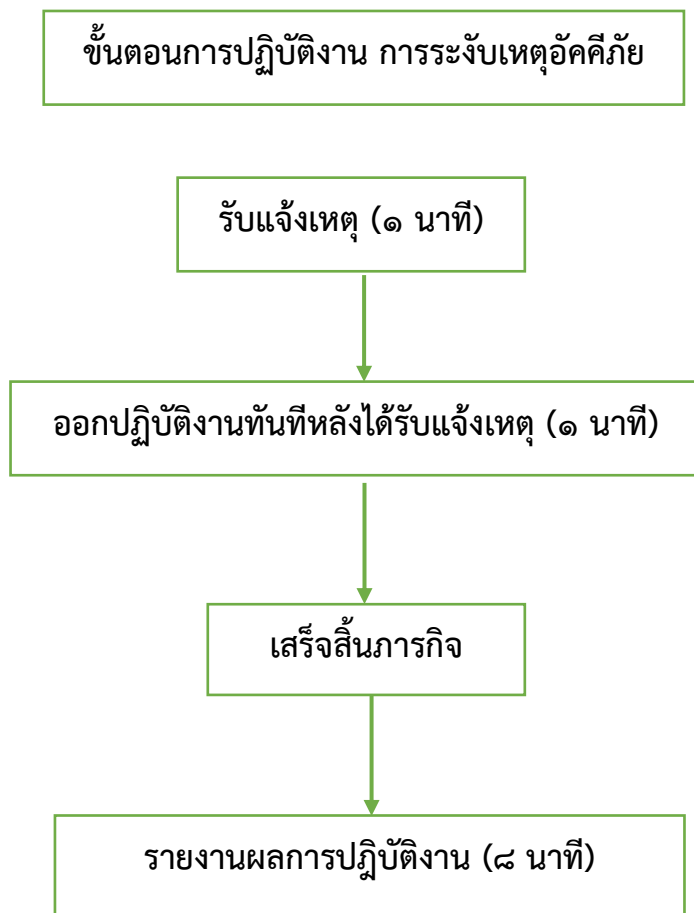 ขั้นตอนการปฏิบัติงาน การระงับเหตุอัคคีภัย
รับแจ้งเหตุ (๑ นาที)
ออกปฏิบัติงานทันทีหลังได้รับแจ้งเหตุ (๑ นาที)
เสร็จสิ้นภารกิจ
รายงานผลการปฎิบัติงาน (๘ นาที)